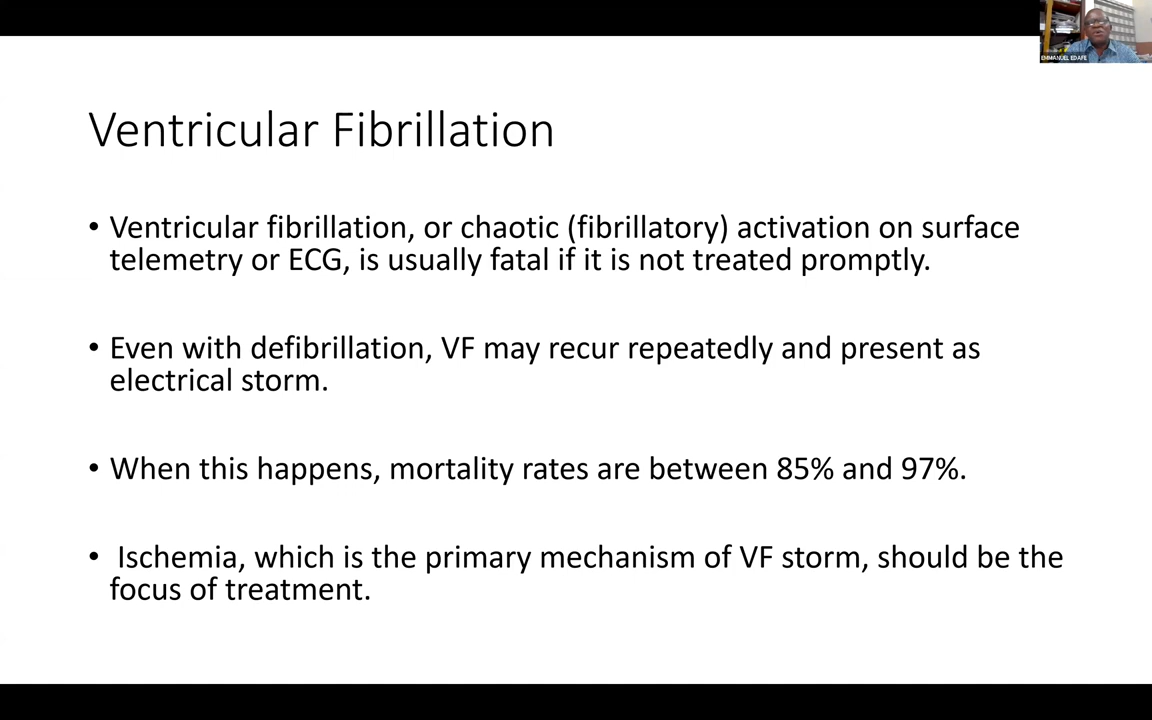 EMMANUEL EDAFE
Ventricular Fibrillation
• Ventricular fibrillation, or chaotic (fibrillatory) activation on surface
telemetry or ECG, is usually fatal if it is not treated promptly.
• Even with defibrillation, VF may recur repeatedly and present as
electrical storm.
• When this happens, mortality rates are between 85% and 97%.
• Ischemia, which is the primary mechanism of VF storm, should be the
focus of treatment.